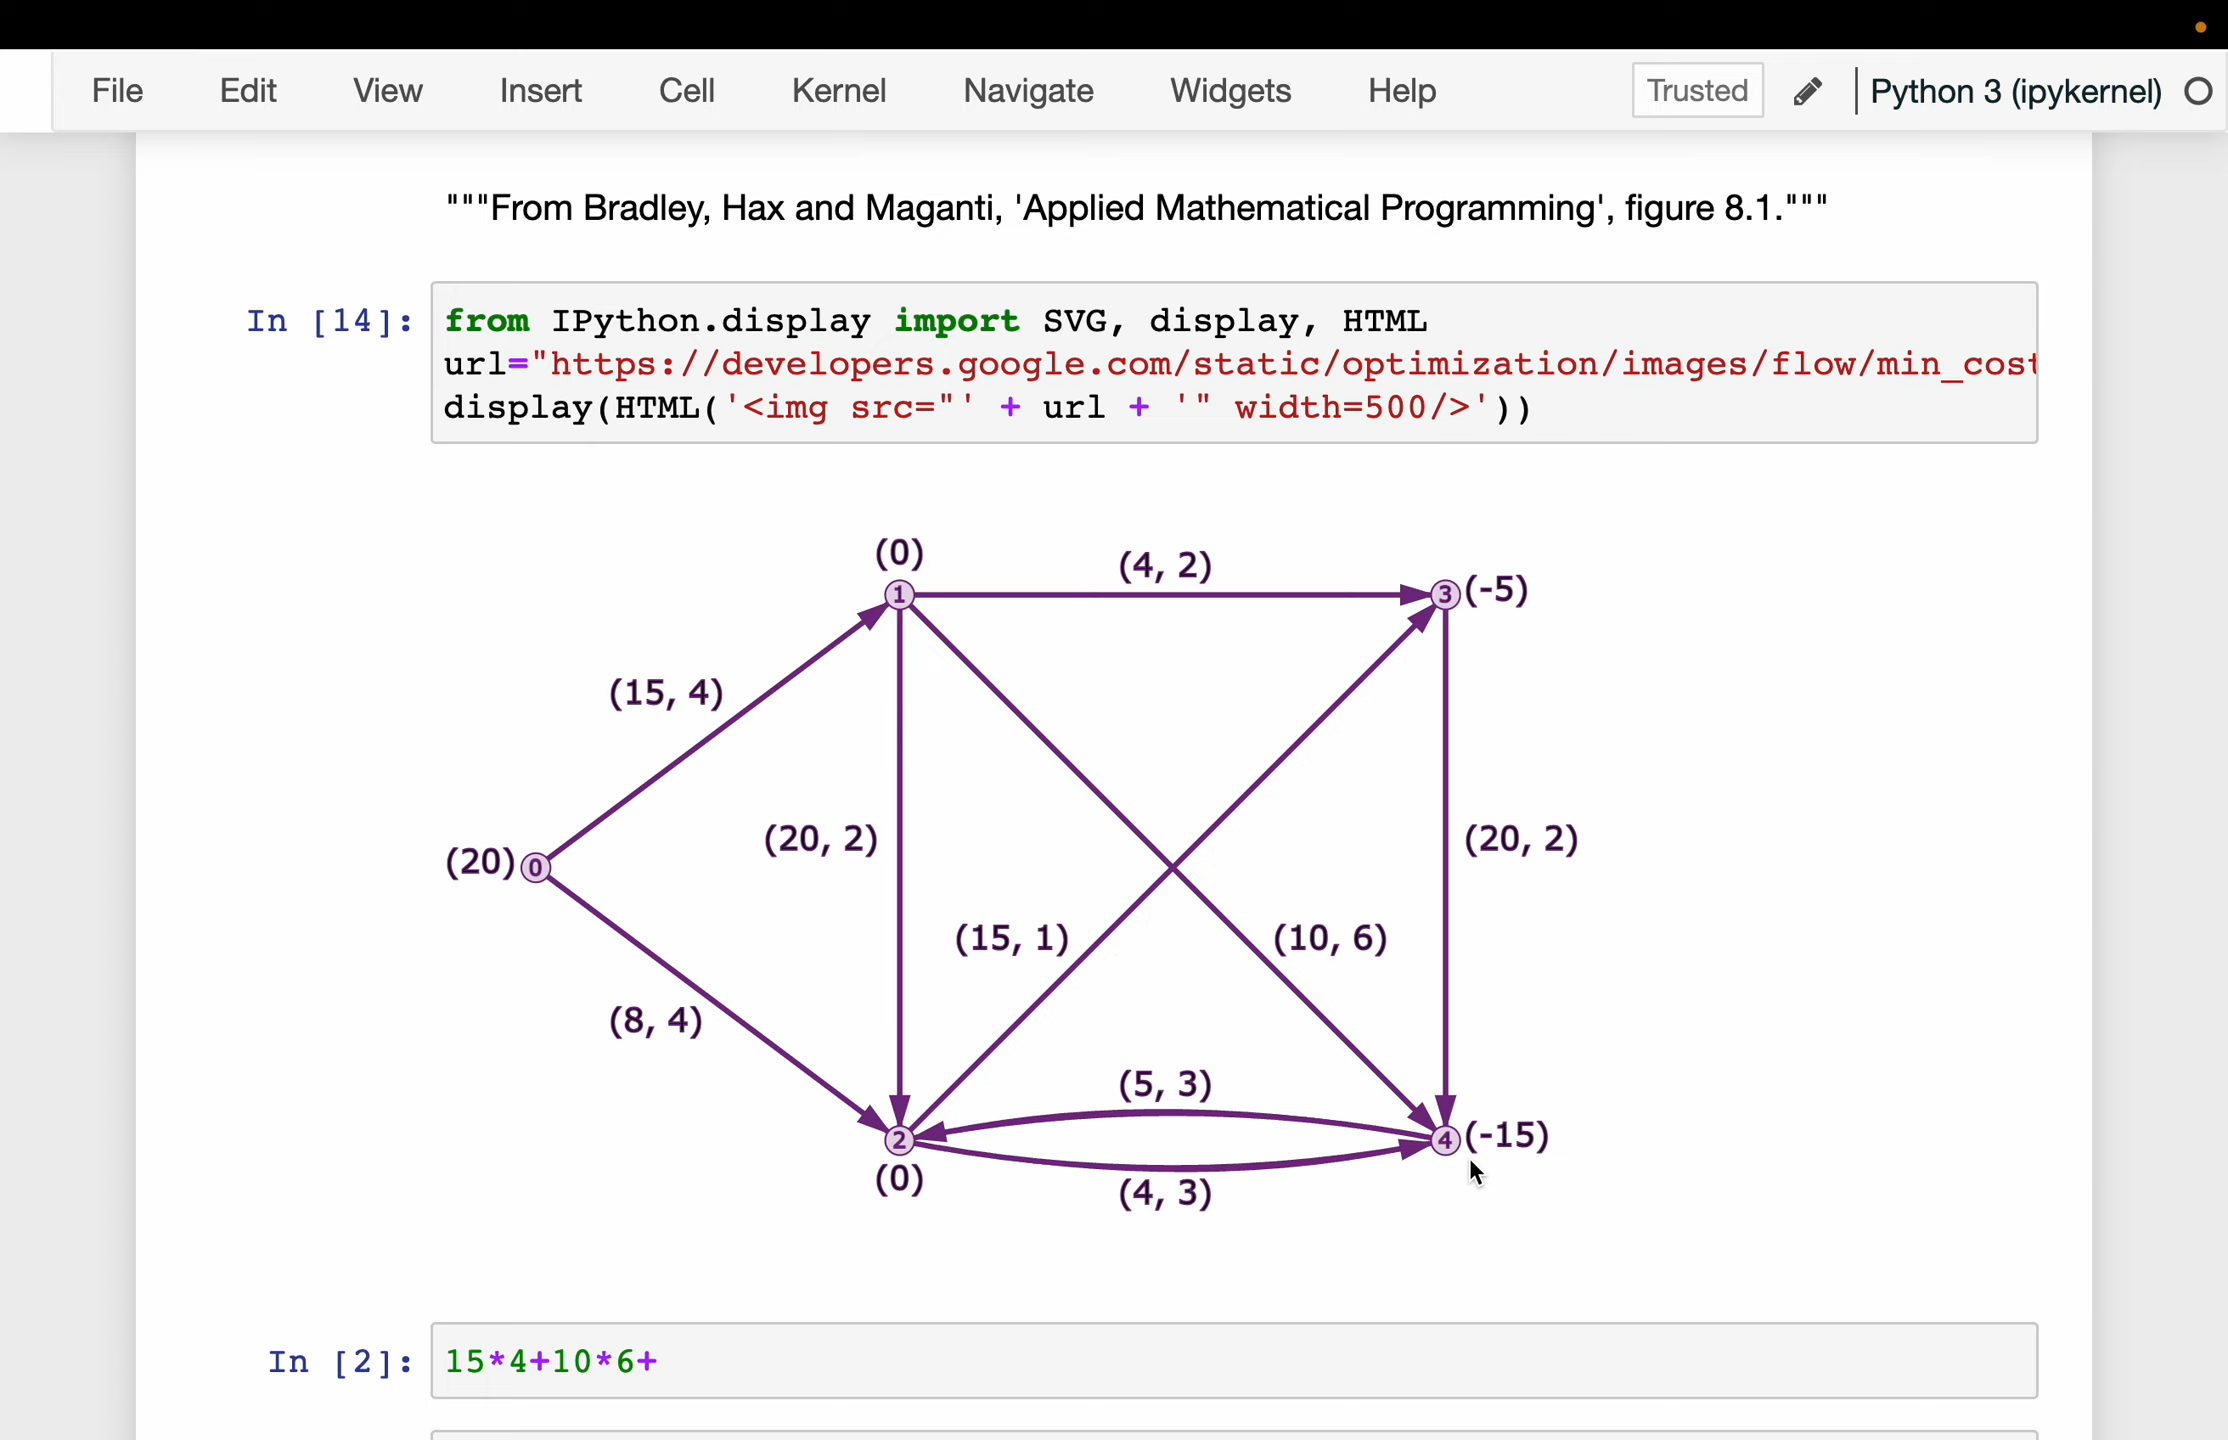 File Edit View Insert Cell Kernel Navigate Widgets Help Trusted Python 3 (ipykernel)
"""From Bradley, Hax and Maganti, 'Applied Mathematical Programming', figure 8.1."""
In [14]:
from IPython.display import SVG, display, HTML
url="https://developers.google.com/static/optimization/images/flow/min_cost
display(HTML('<img src="' + url + '" width=500/>'))
(0)
(4, 2)
1
3 (-5)
(15, 4)
(20, 2)
(20, 2)
(20) 0
(15, 1)
(10, 6)
(8, 4)
(5, 3)
2
4 (-15)
(0)
(4, 3)
In [2]: 15*4+10*6+